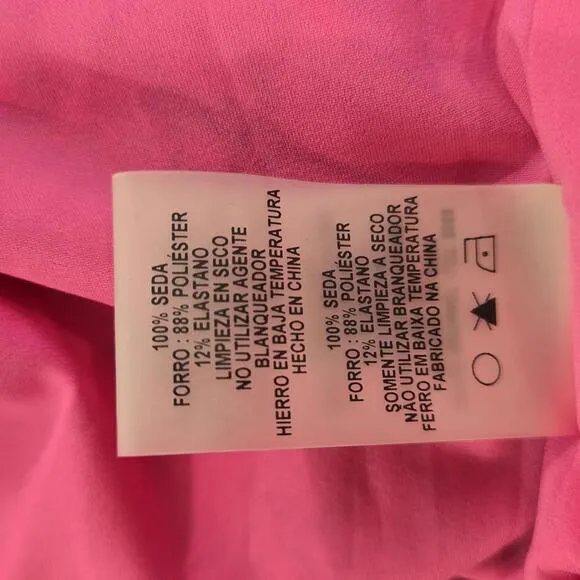 100% SEDA
FORRO : 88% POLIÉSTER
12% ELASTANO
LIMPIEZA EN SECO
NO UTILIZAR AGENTE
BLANQUEADOR
HIERRO EN BAJA TEMPERATURA
HECHO EN CHINA
100% SEDA
FORRO : 88% POLIÉSTER
12% ELASTANO
SOMENTE LIMPIEZA A SECO
NÃO UTILIZAR BRANQUEADOR
FERRO EM BAIXA TEMPERATURA
FABRICADO NA CHINA